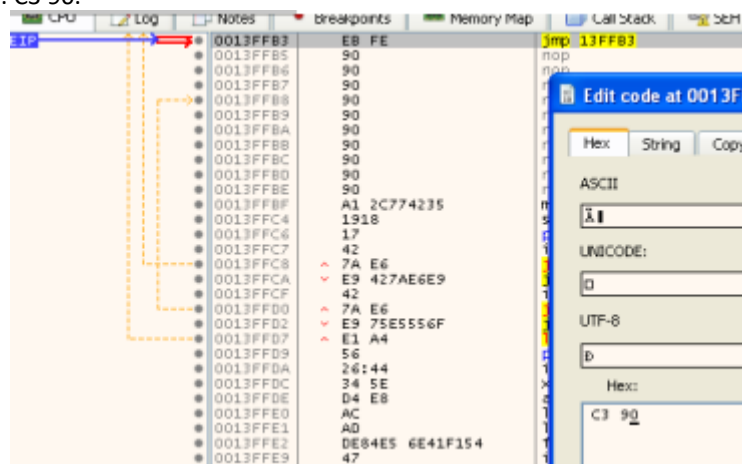 C3 90.
CPU Log Notes Breakpoints Memory Map Call Stack SEH
EIP 0013FFB3 EB FE jmp 13FFB3
0013FFB5 90 nop
0013FFB6 90 nop
0013FFB7 90
0013FFB8 90
0013FFB9 90
0013FFBA 90
0013FFBB 90
0013FFBC 90
0013FFBD 90
0013FFBE 90
0013FFBF A1 2C774235
0013FFC4 1918
0013FFC6 17
0013FFC7 42
0013FFC8 7A E6
0013FFCA E9 427AE6E9
0013FFCF 42
0013FFD0 7A E6
0013FFD2 E9 75E5556F
0013FFD7 E1 A4
0013FFD9 56
0013FFDA 26:44
0013FFDC 34 5E
0013FFDE D4 E8
0013FFE0 AC
0013FFE1 AD
0013FFE2 DE84E5 6E41F154
0013FFE9 47
Edit code at 0013F
Hex String Copy
ASCII
UNICODE:
UTF-8
Hex:
C3 90